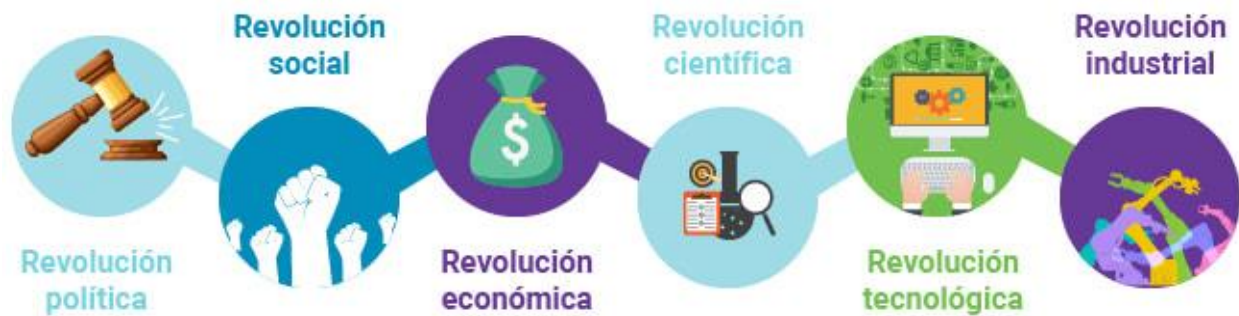 Revolución
política
Revolución
social
$
Revolución
económica
Revolución
científica
Revolución
tecnológica
Revolución
industrial